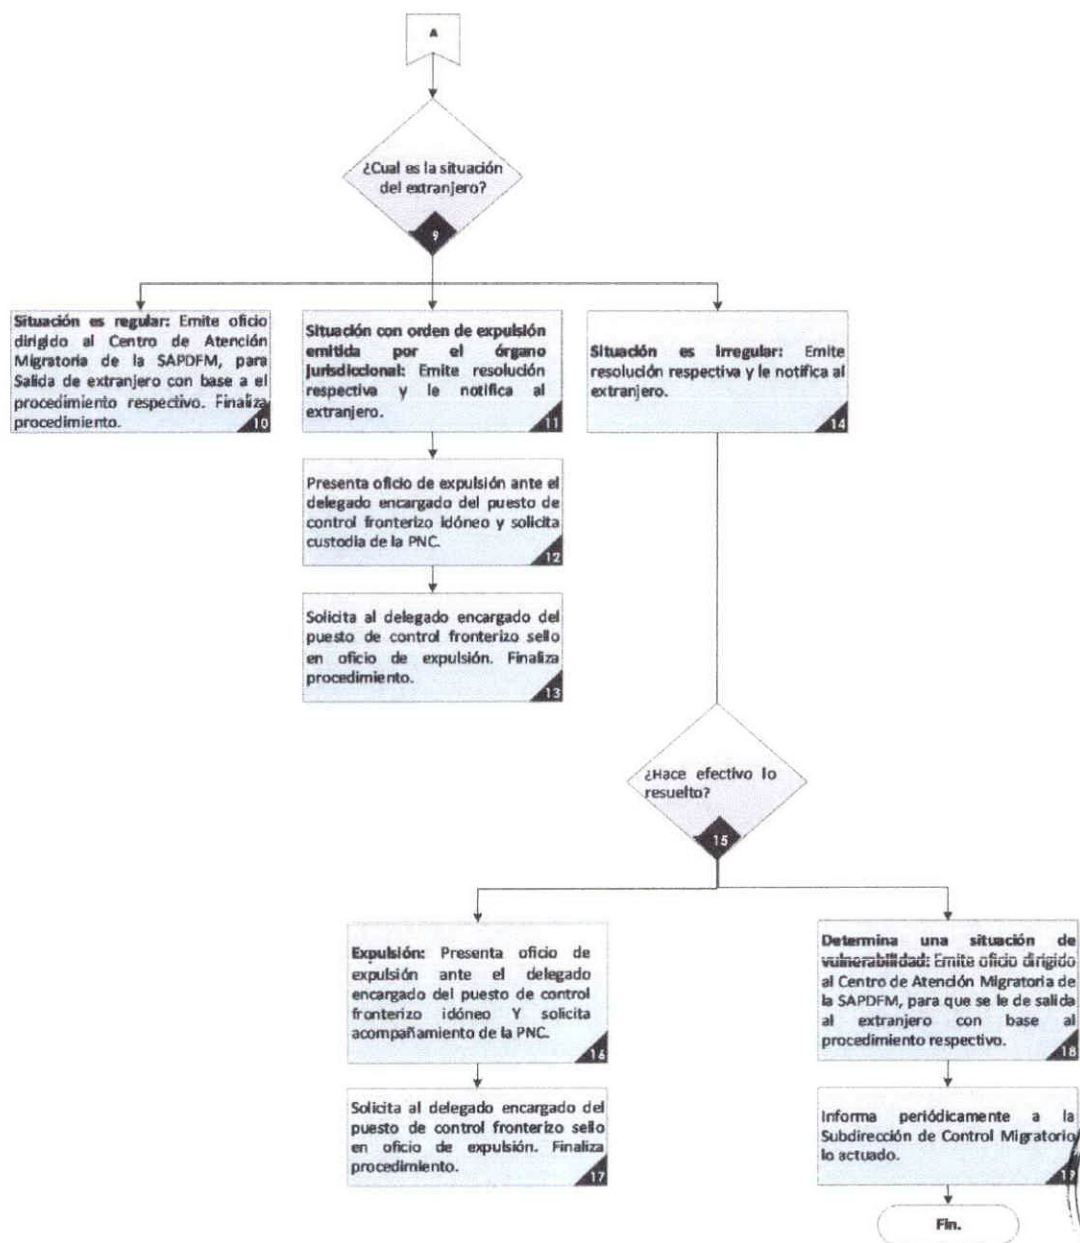 A
¿Cual es la situación
del extranjero?
9
Situación es regular: Emite oficio
dirigido al Centro de Atención
Migratoria de la SAPDFM, para
Salida de extranjero con base a el
procedimiento respectivo. Finaliza
procedimiento.
10
Situación con orden de expulsión
emitida por el órgano
Jurisdiccional: Emite resolución
respectiva y le notifica al
extranjero.
11
Situación es irregular: Emite
resolución respectiva y le notifica al
extranjero.
14
Presenta oficio de expulsión ante el
delegado encargado del puesto de
control fronterizo idóneo y solicita
custodia de la PNC.
12
Solicita al delegado encargado del
puesto de control fronterizo sello
en oficio de expulsión. Finaliza
procedimiento.
13
¿Hace efectivo lo
resuelto?
15
Expulsión: Presenta oficio de
expulsión ante el delegado
encargado del puesto de control
fronterizo idóneo Y solicita
acompañamiento de la PNC.
16
Determina una situación de
vulnerabilidad: Emite oficio dirigido
al Centro de Atención Migratoria de
la SAPDFM, para que se le de salida
al extranjero con base al
procedimiento respectivo.
18
Solicita al delegado encargado del
puesto de control fronterizo sello
en oficio de expulsión. Finaliza
procedimiento.
17
Informa periódicamente a la
Subdirección de Control Migratorio
lo actuado.
19
Fin.